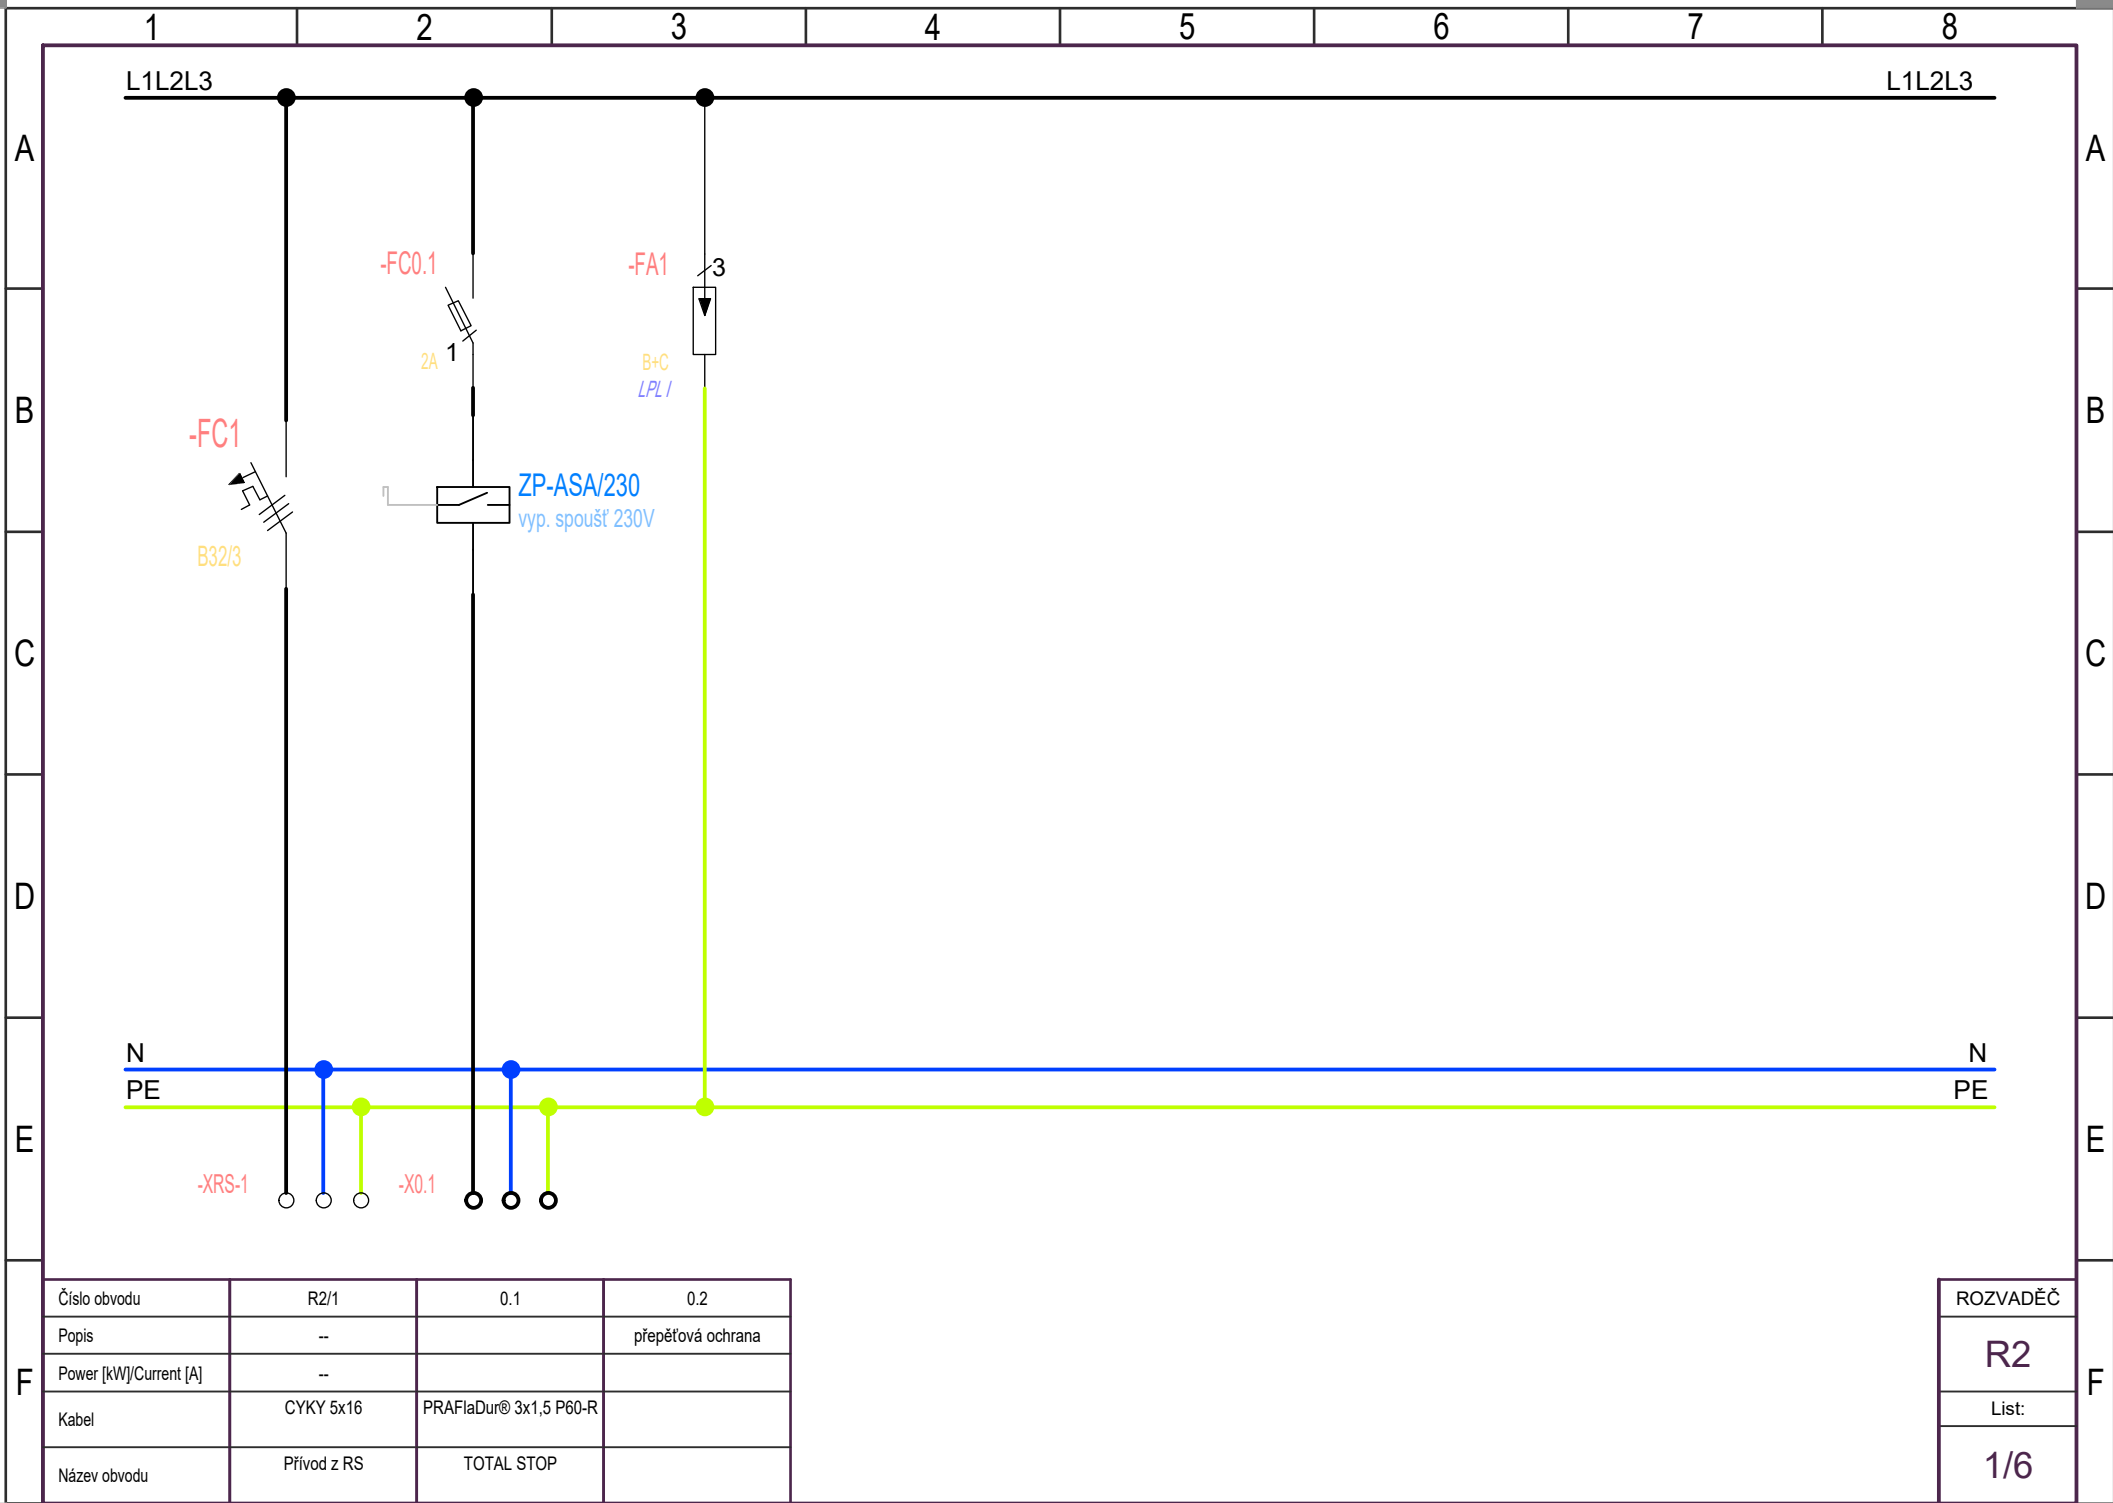 1 2 3 4 5 6 7 8
L1L2L3 L1L2L3
A A
-FC0.1 -FA1 3
1
2A B+C
LPL I
B B
-FC1
ZP-ASA/230
vyp. spoušť 230V
B32/3
C C
D D
N N
PE PE
E E
-XRS-1 -X0.1
Číslo obvodu R2/1 0.1 0.2
Popis -- přepěťová ochrana
Power [kW]/Current [A] --
Kabel CYKY 5x16 PRAFlaDur® 3x1,5 P60-R
Název obvodu Přívod z RS TOTAL STOP
F F
ROZVADĚČ
R2
List:
1/6